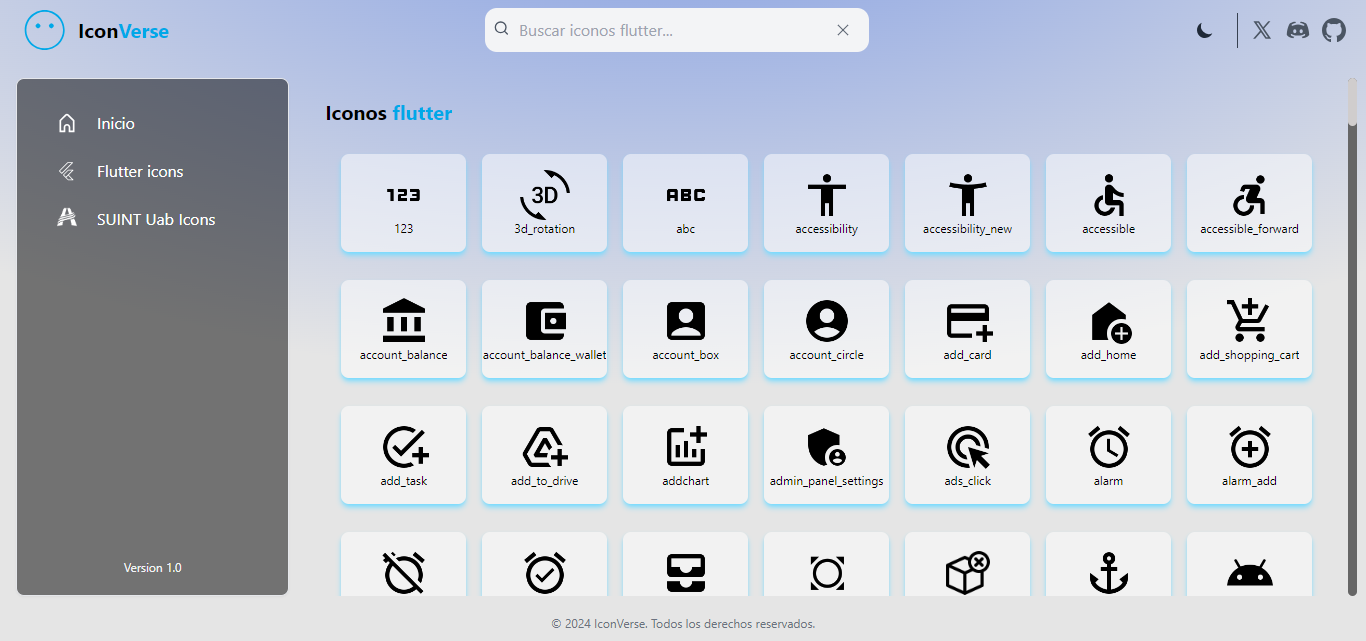 IconVerse
Buscar iconos flutter...
Inicio
Flutter icons
SUINT Uab Icons
Version 1.0
Iconos flutter
123
123
3D
3d_rotation
ABC
abc
accessibility
accessibility_new
accessible
accessible_forward
account_balance
account_balance_wallet
account_box
account_circle
add_card
add_home
add_shopping_cart
add_task
add_to_drive
addchart
admin_panel_settings
ads_click
alarm
alarm_add
© 2024 IconVerse. Todos los derechos reservados.